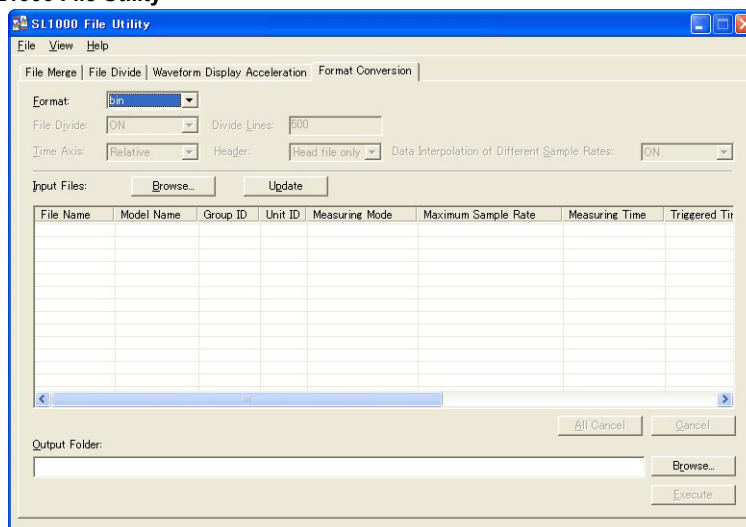 SL1000 File Utility
File View Help
File Merge File Divide Waveform Display Acceleration Format Conversion
Format: bin
File Divide: ON Divide Lines: 500
Time Axis: Relative Header: Head file only Data Interpolation of Different Sample Rates: ON
Input Files: Browse... Update
File Name Model Name Group ID Unit ID Measuring Mode Maximum Sample Rate Measuring Time Triggered
All Cancel Cancel
Output Folder:
Browse...
Execute